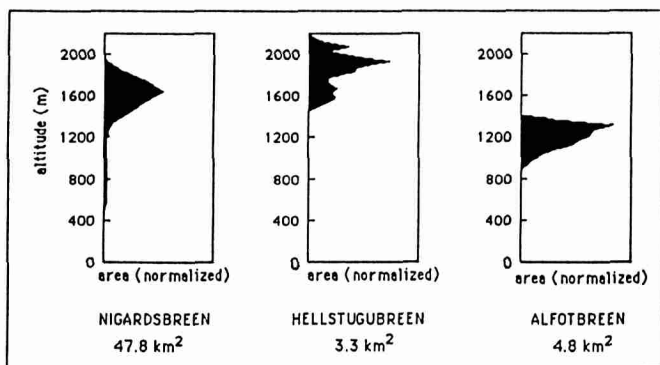 altitude (m)
2000
1600
1200
800
400
0
area (normalized)
NIGARDSBREEN
47.8 km²
2000
1600
1200
800
400
0
area (normalized)
HELLSTUGUBREEN
3.3 km²
2000
1600
1200
800
400
0
area (normalized)
ALFOTBREEN
4.8 km²